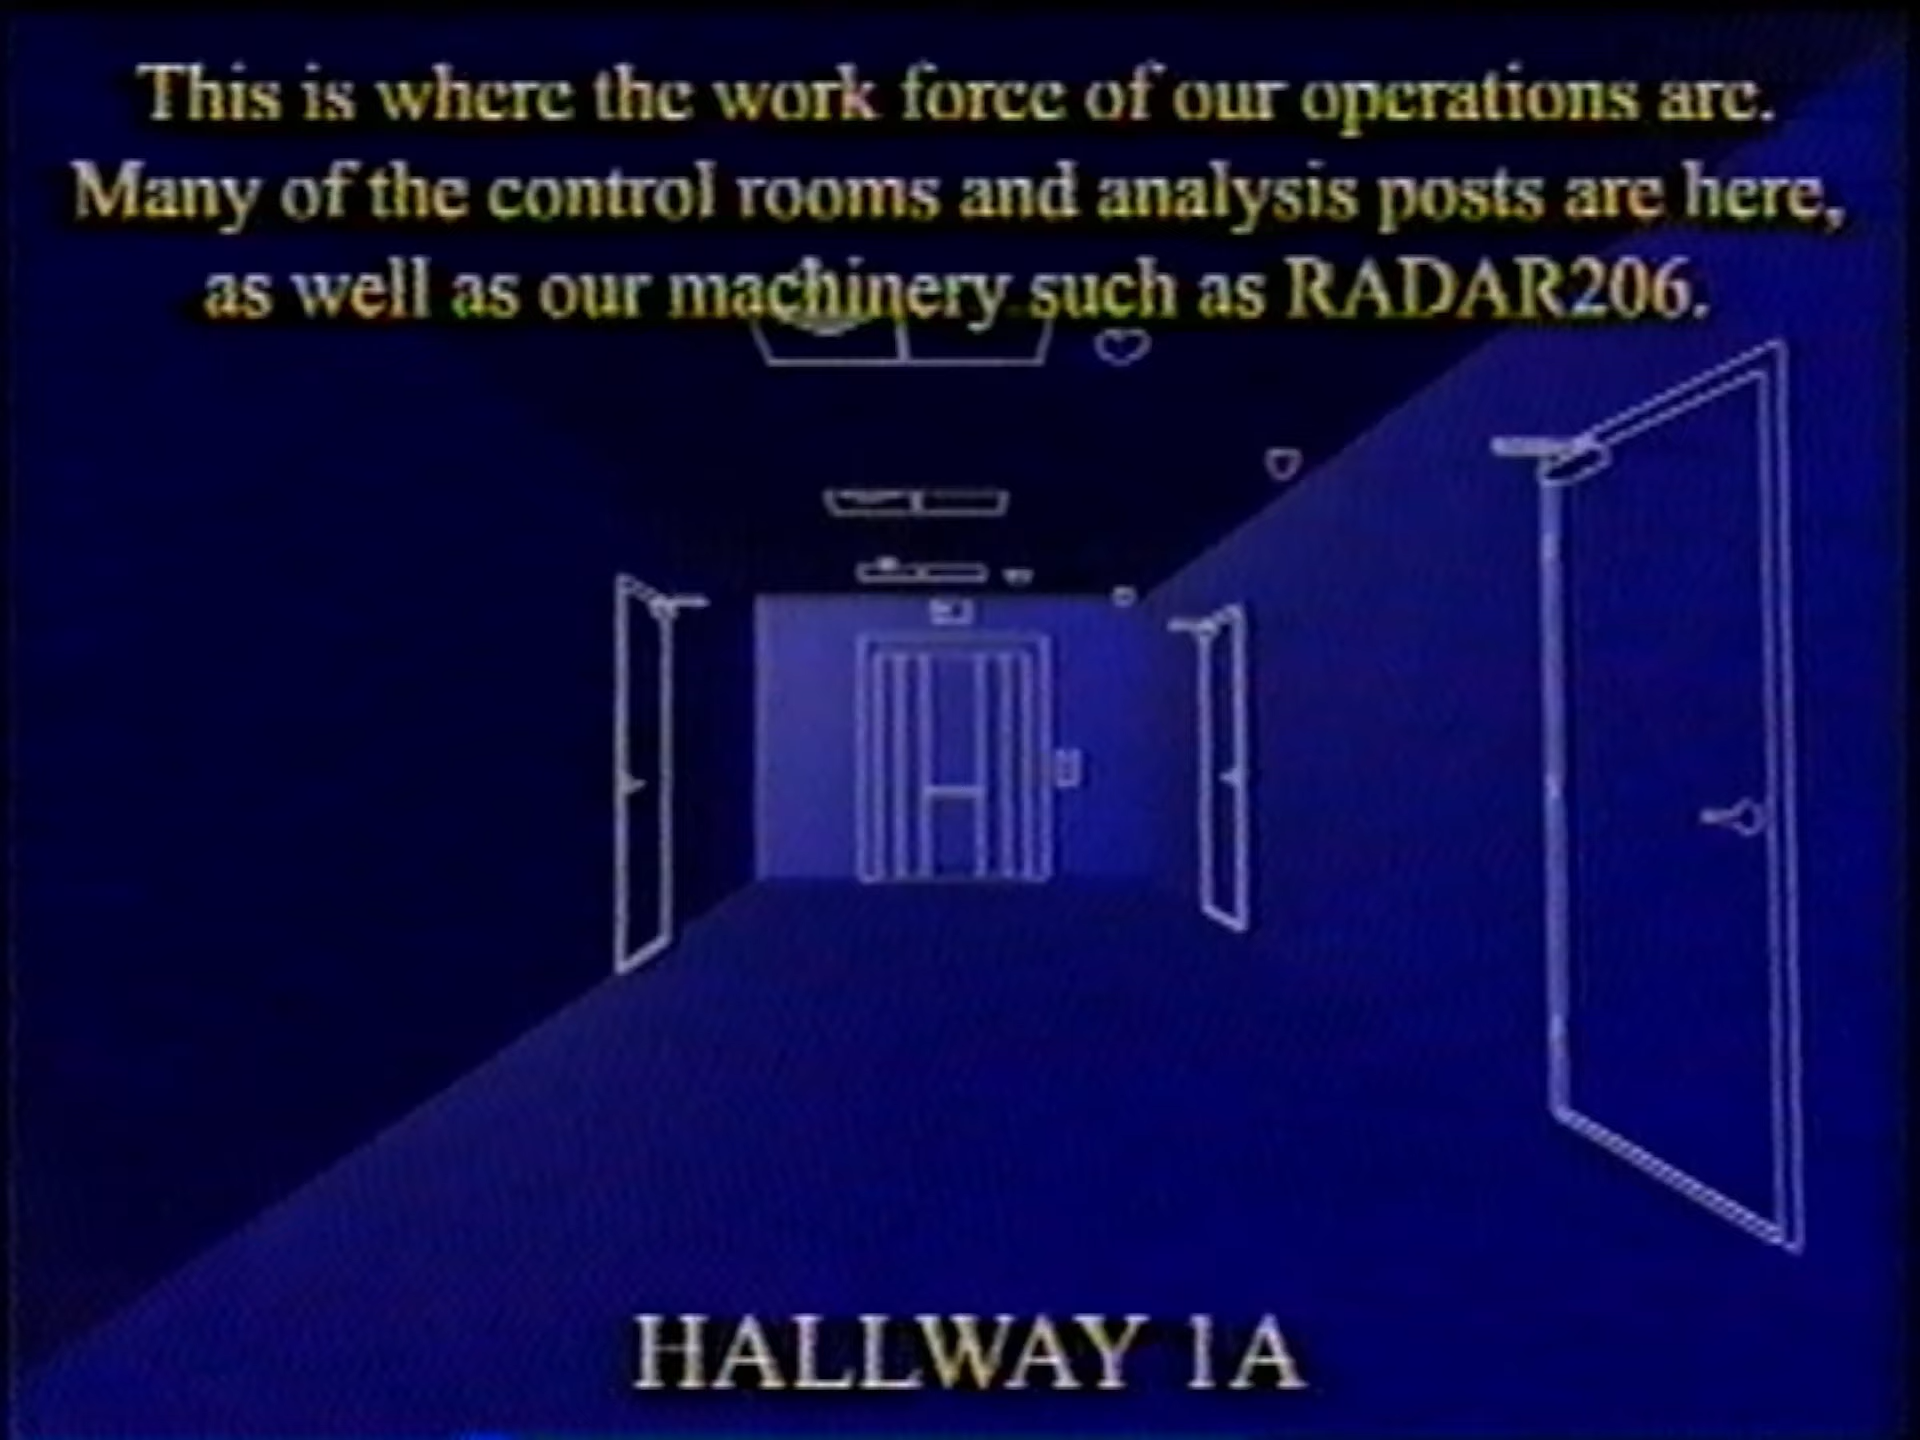 This is where the work force of our operations are.
Many of the control rooms and analysis posts are here,
as well as our machinery such as RADAR206.
HALLWAY 1A